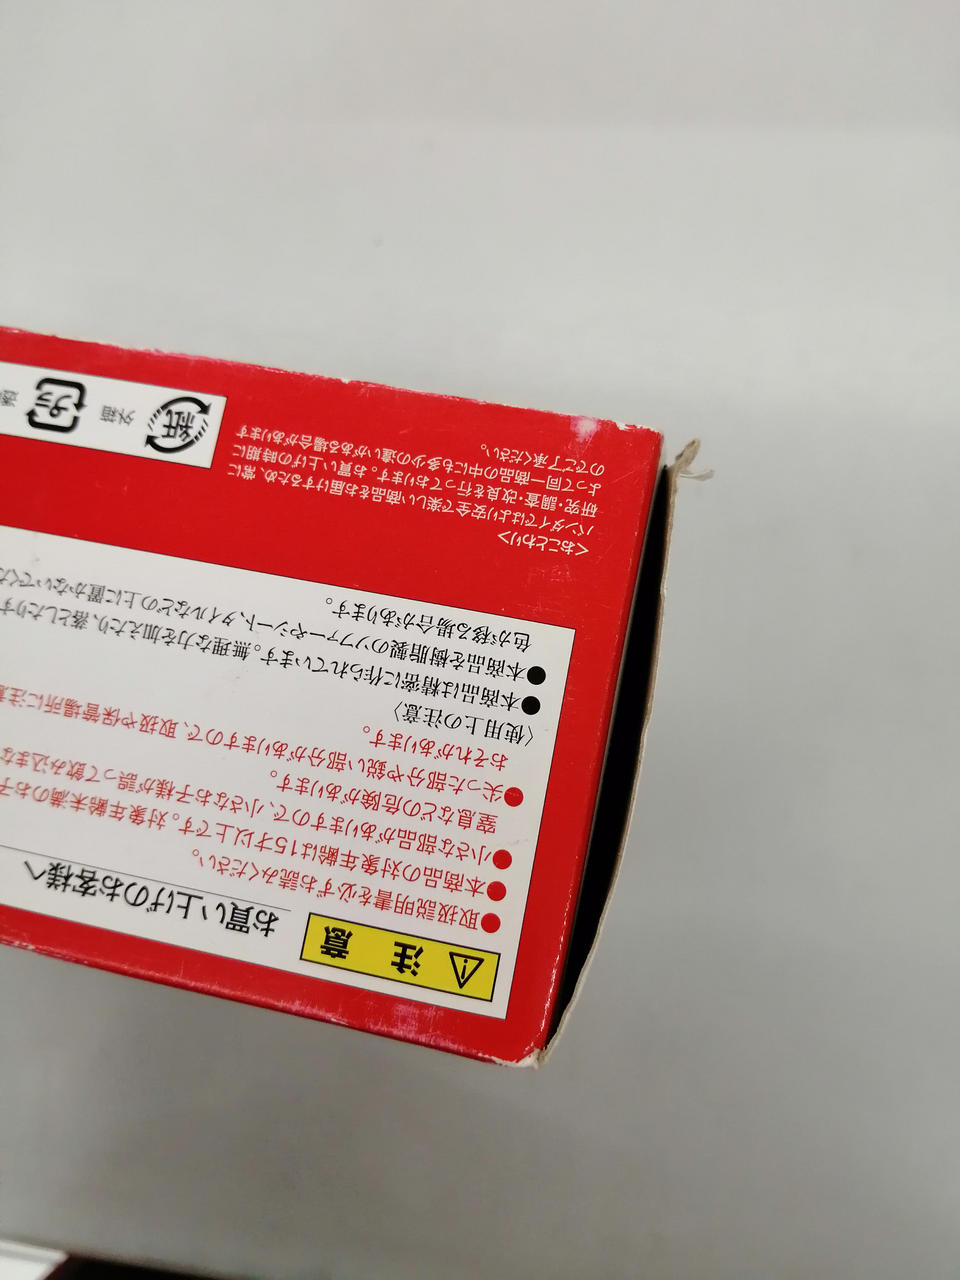 注意
お買い上げのお客様へ
●取扱説明書を必ずお読みください。
●本商品の対象年齢は15才以上です。対象年齢未満のお子
●小さな部品がありますので、小さなお子様が誤って飲み込まな
窒息などの危険があります。
●尖った部分や鋭い部分がありますので、取扱や保管場所に注意
おそれがあります。
〈使用上の注意〉
●本商品は精密に作られています。無理な力を加えたり、落としたりす
●本商品を樹脂製のソファーやシート、タイルなどの上に置かないでくだ
色が移る場合があります。
<おことわり>
バンダイではより安全で楽しい商品をお届けするため、常に
研究・調査・改良を行っております。お買い上げの時期に
よって同一商品の中にも多少の違いがある場合があります
のでご了承ください。
紙 外箱 プラ 透